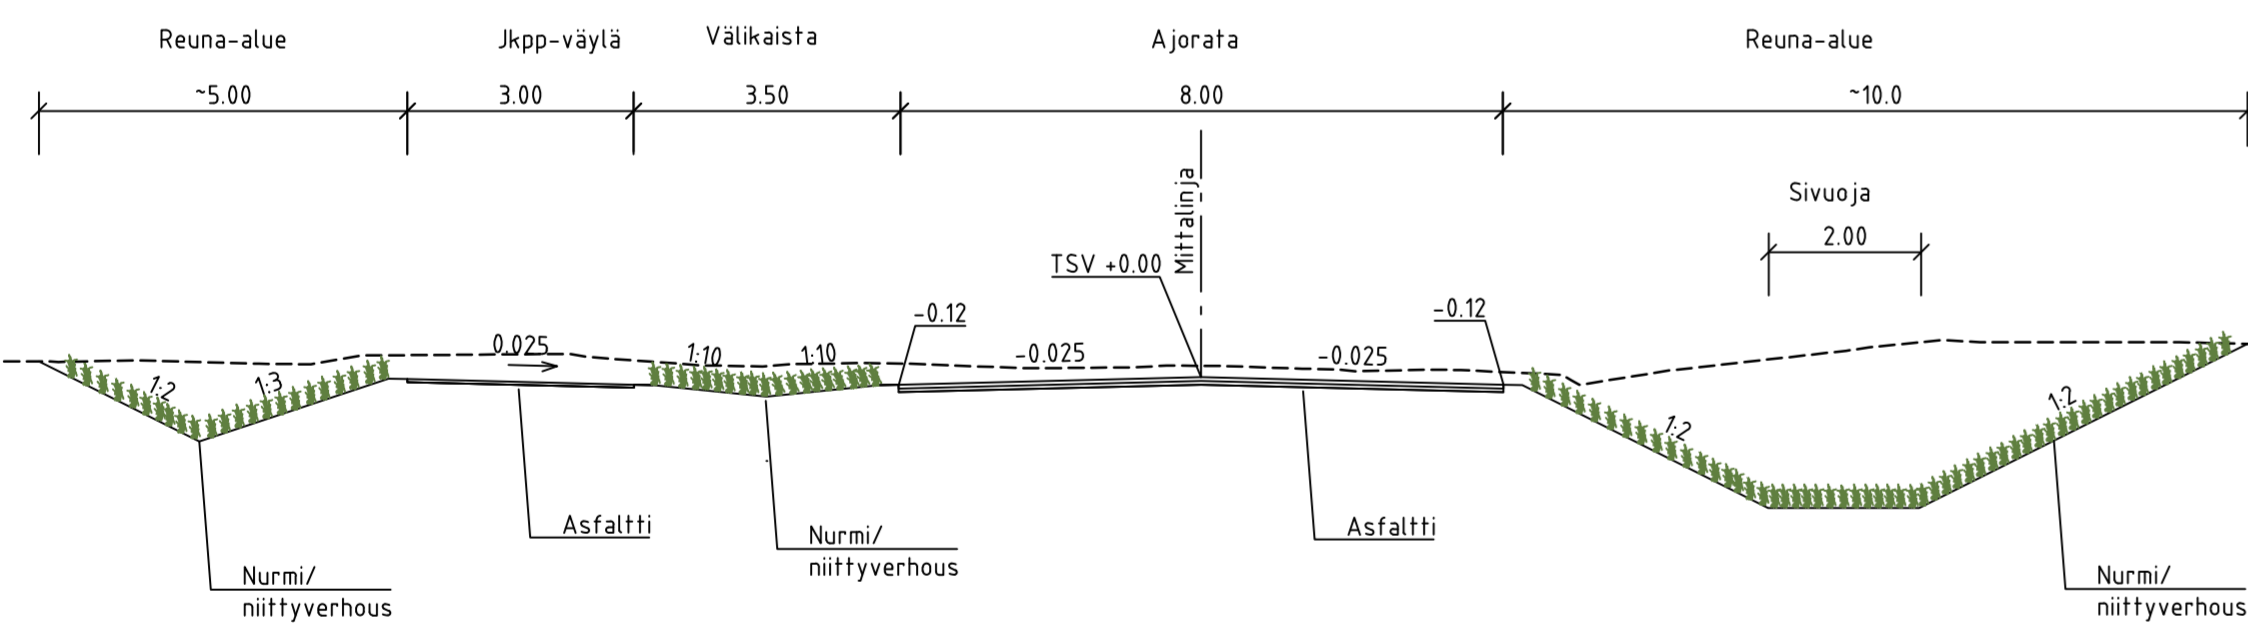 Reuna-alue
Jkpp-väylä
Välikaista
Ajorata
Reuna-alue
~5.00
3.00
3.50
8.00
~10.0
Mittalinja
Sivuoja
2.00
TSV +0.00
-0.12
-0.12
0.025
1:10
1:10
-0.025
-0.025
1:2
1:3
1:2
1:2
Asfaltti
Nurmi/
niittyverhous
Asfaltti
Nurmi/
niittyverhous
Nurmi/
niittyverhous